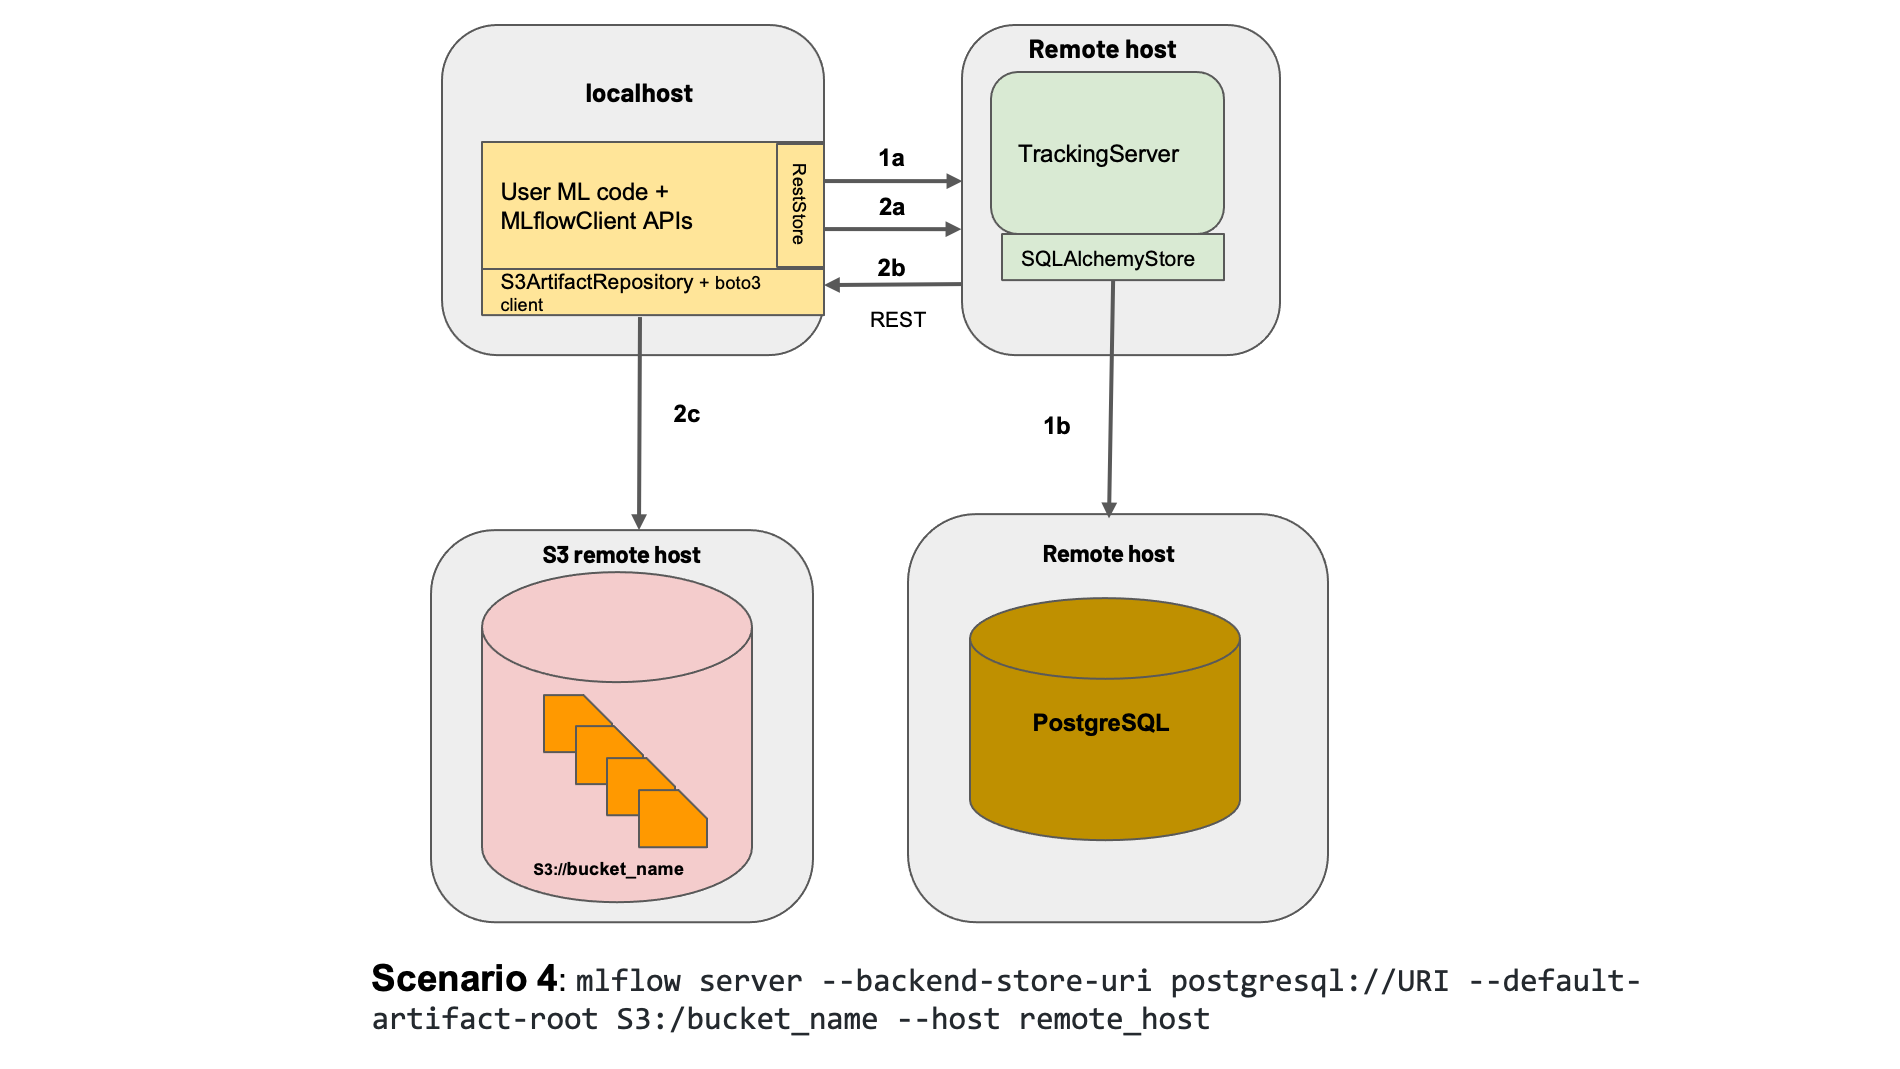 localhost
User ML code +
MLflowClient APIs
RestStore
S3ArtifactRepository + boto3
client
1a
2a
2b
REST
Remote host
TrackingServer
SQLAlchemyStore
2c
1b
S3 remote host
S3://bucket_name
Remote host
PostgreSQL
Scenario 4: mlflow server --backend-store-uri postgresql://URI --default-
artifact-root S3:/bucket_name --host remote_host